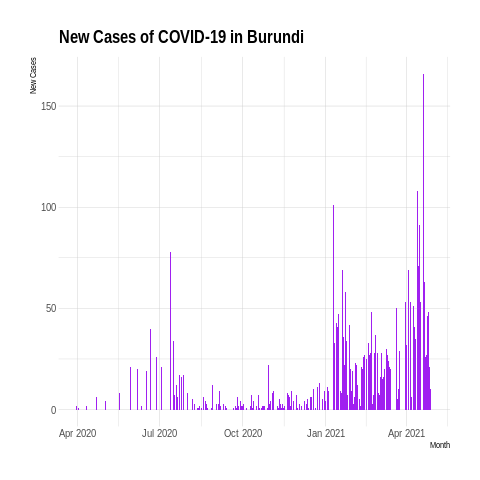 New Cases of COVID-19 in Burundi
New Cases
150
100
50
0
Apr 2020 Jul 2020 Oct 2020 Jan 2021 Apr 2021
Month